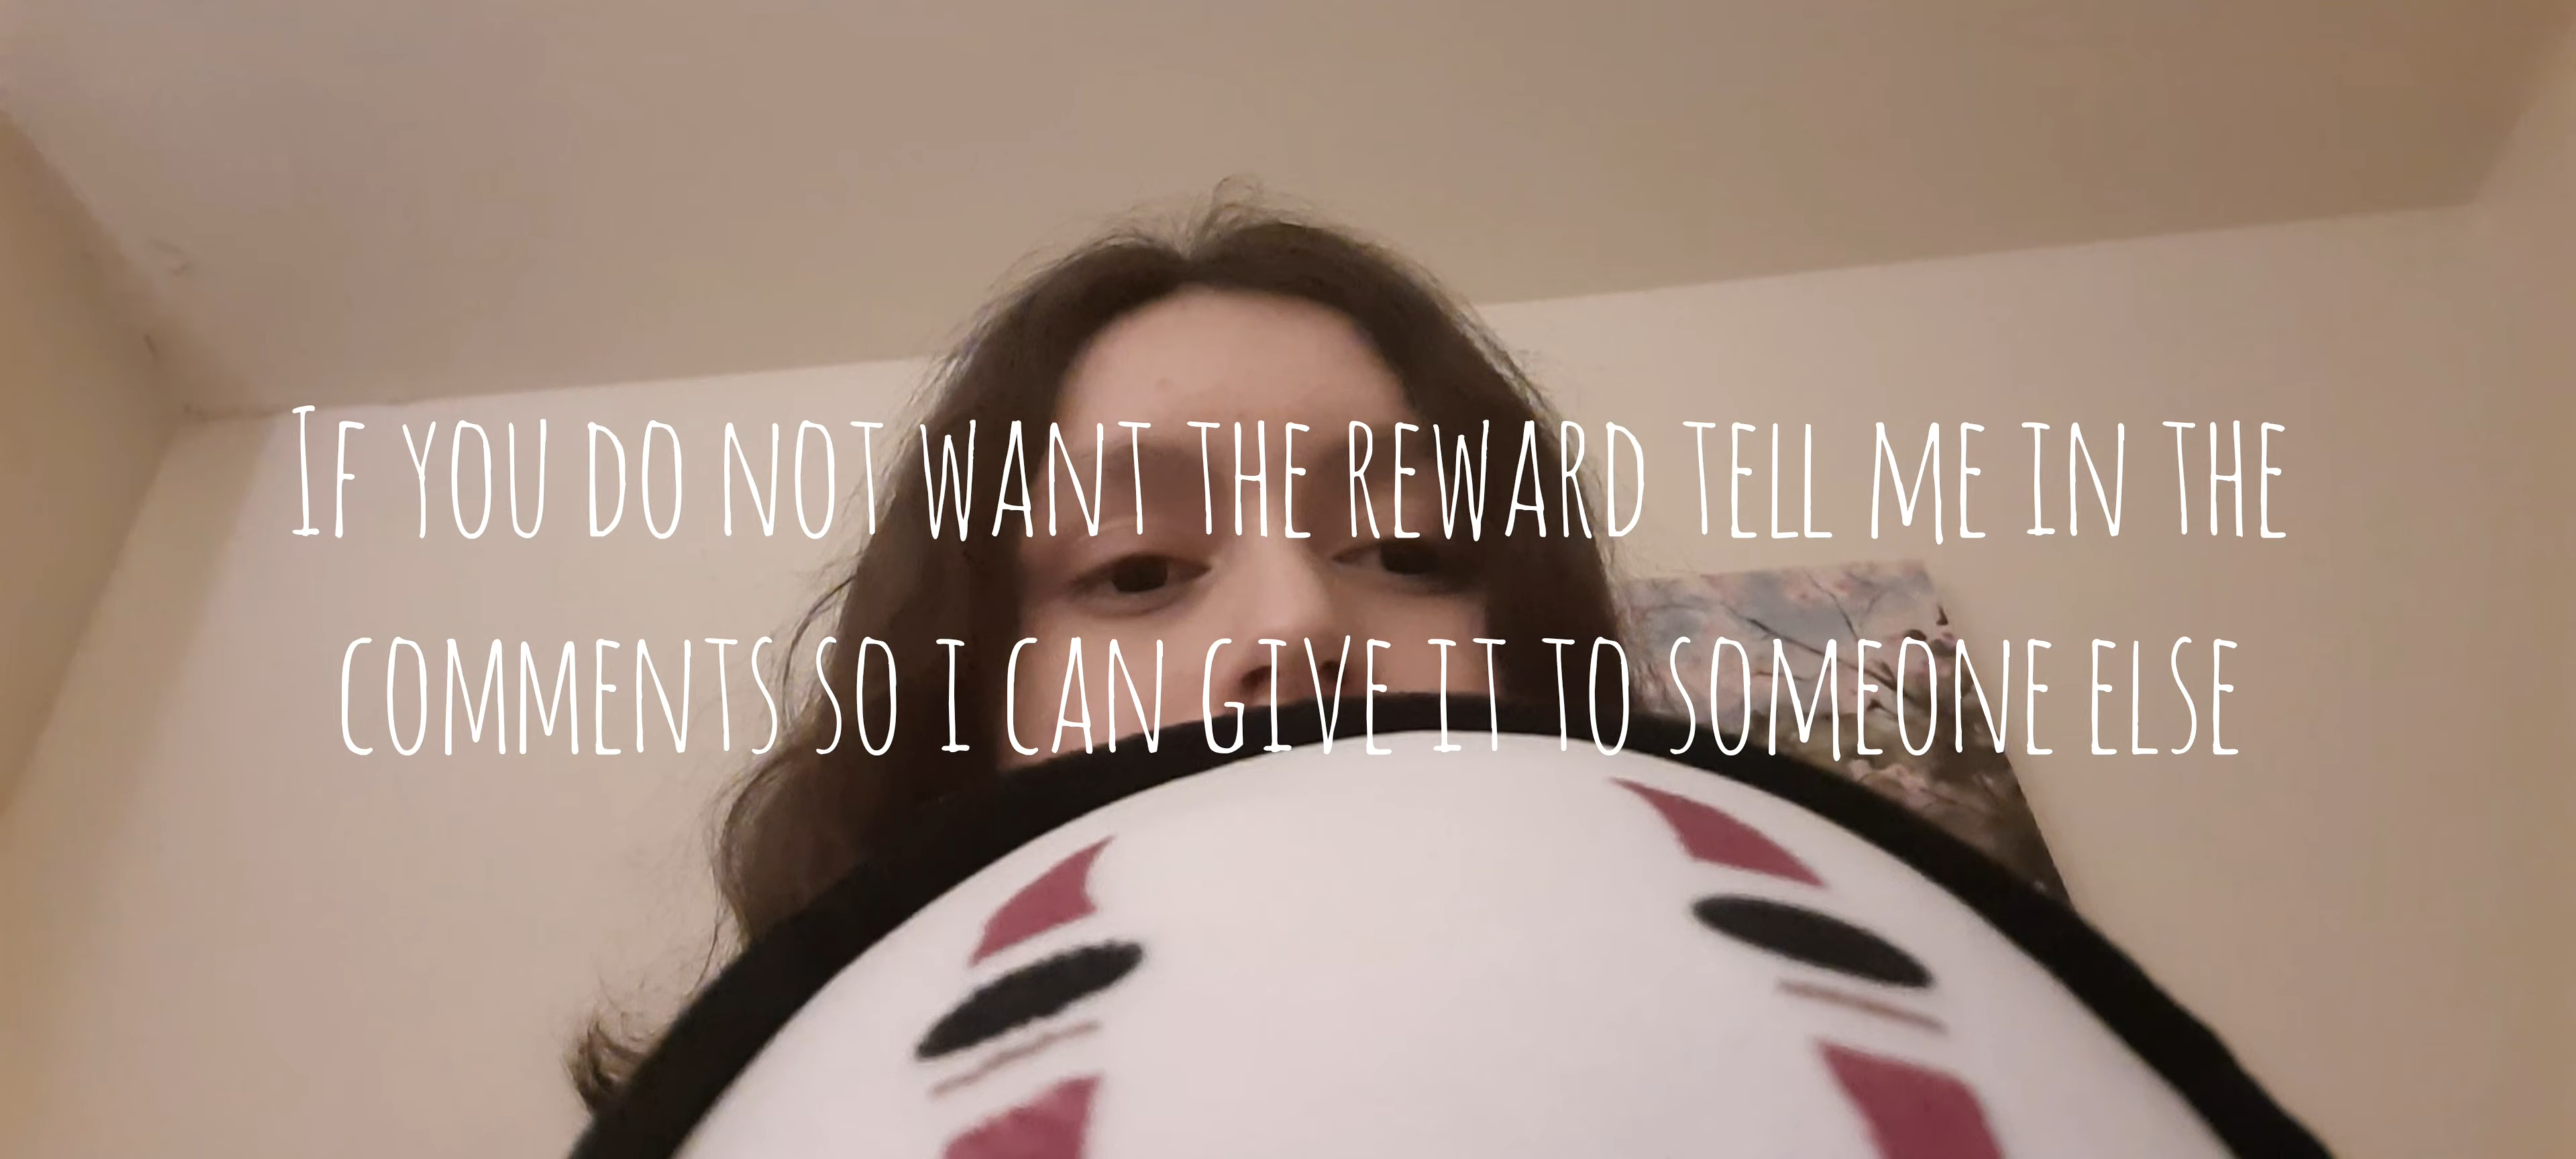 If you do not want the reward tell me in the
comments so i can give it to someone else